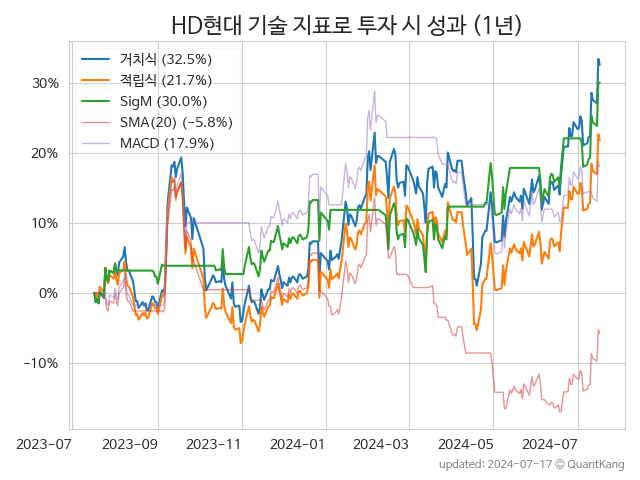 HD현대 기술 지표로 투자 시 성과 (1년)
거치식 (32.5%)
적립식 (21.7%)
SigM (30.0%)
SMA(20) (−5.8%)
MACD (17.9%)
30%
20%
10%
0%
−10%
2023-07 2023-09 2023-11 2024-01 2024-03 2024-05 2024-07
updated: 2024-07-17 © QuantKang